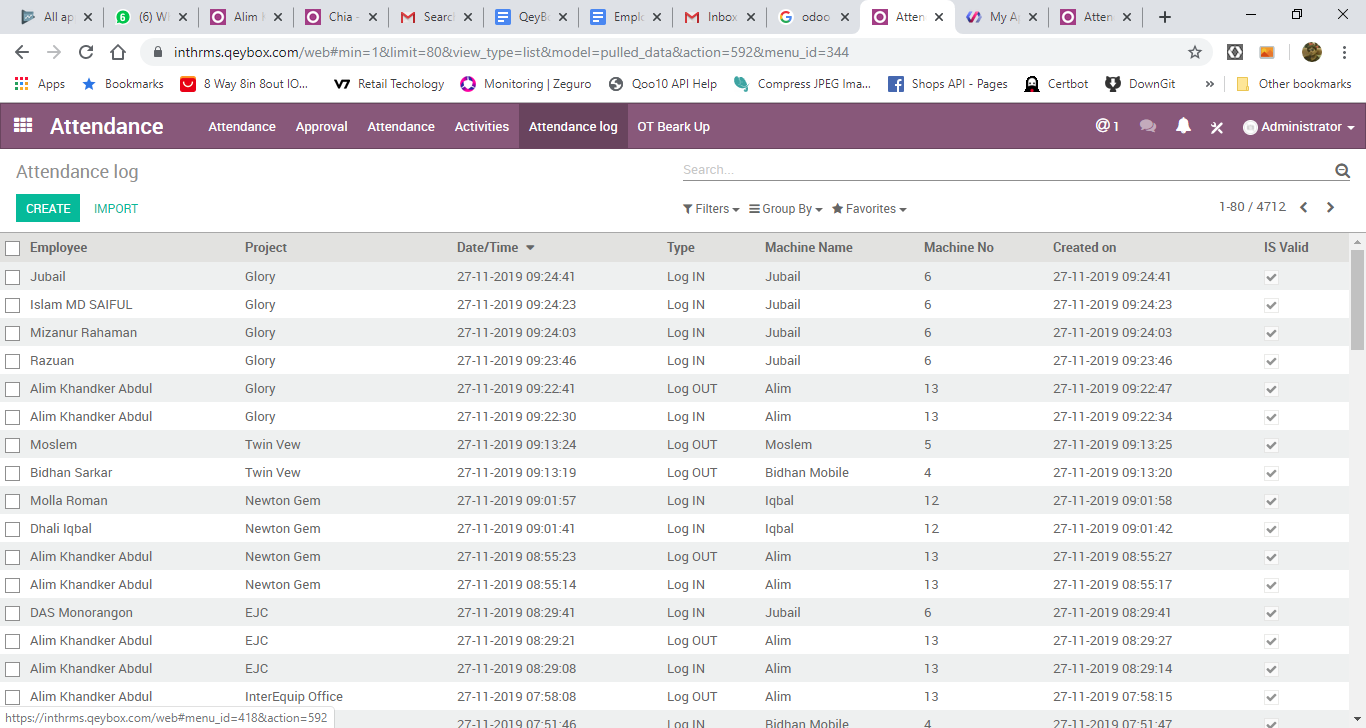 All ap (6) Wl Alim K Chia - Searc QeyBo Emplo Inbox odoo Atten My Ap Atten
inthrms.qeybox.com/web#min=1&limit=80&view_type=list&model=pulled_data&action=592&menu_id=344
Apps Bookmarks 8 Way 8in 8out IO... Retail Techology Monitoring | Zeguro Qoo10 API Help Compress JPEG Ima... Shops API - Pages Certbot DownGit » Other bookmarks
Attendance Attendance Approval Attendance Activities Attendance log OT Beark Up @ 1 Administrator
Attendance log Search...
CREATE IMPORT Filters Group By Favorites 1-80 / 4712
Employee Project Date/Time Type Machine Name Machine No Created on IS Valid
Jubail Glory 27-11-2019 09:24:41 Log IN Jubail 6 27-11-2019 09:24:41
Islam MD SAIFUL Glory 27-11-2019 09:24:23 Log IN Jubail 6 27-11-2019 09:24:23
Mizanur Rahaman Glory 27-11-2019 09:24:03 Log IN Jubail 6 27-11-2019 09:24:03
Razuan Glory 27-11-2019 09:23:46 Log IN Jubail 6 27-11-2019 09:23:46
Alim Khandker Abdul Glory 27-11-2019 09:22:41 Log OUT Alim 13 27-11-2019 09:22:47
Alim Khandker Abdul Glory 27-11-2019 09:22:30 Log IN Alim 13 27-11-2019 09:22:34
Moslem Twin Vew 27-11-2019 09:13:24 Log OUT Moslem 5 27-11-2019 09:13:25
Bidhan Sarkar Twin Vew 27-11-2019 09:13:19 Log OUT Bidhan Mobile 4 27-11-2019 09:13:20
Molla Roman Newton Gem 27-11-2019 09:01:57 Log IN Iqbal 12 27-11-2019 09:01:58
Dhali Iqbal Newton Gem 27-11-2019 09:01:41 Log IN Iqbal 12 27-11-2019 09:01:42
Alim Khandker Abdul Newton Gem 27-11-2019 08:55:23 Log OUT Alim 13 27-11-2019 08:55:27
Alim Khandker Abdul Newton Gem 27-11-2019 08:55:14 Log IN Alim 13 27-11-2019 08:55:17
DAS Monorangon EJC 27-11-2019 08:29:41 Log IN Jubail 6 27-11-2019 08:29:41
Alim Khandker Abdul EJC 27-11-2019 08:29:21 Log OUT Alim 13 27-11-2019 08:29:27
Alim Khandker Abdul EJC 27-11-2019 08:29:08 Log IN Alim 13 27-11-2019 08:29:14
Alim Khandker Abdul InterEquip Office 27-11-2019 07:58:08 Log OUT Alim 13 27-11-2019 07:58:15
https://inthrms.qeybox.com/web#menu_id=418&action=592 27-11-2019 07:51:46 Log IN Bidhan Mobile 4 27-11-2019 07:51:47